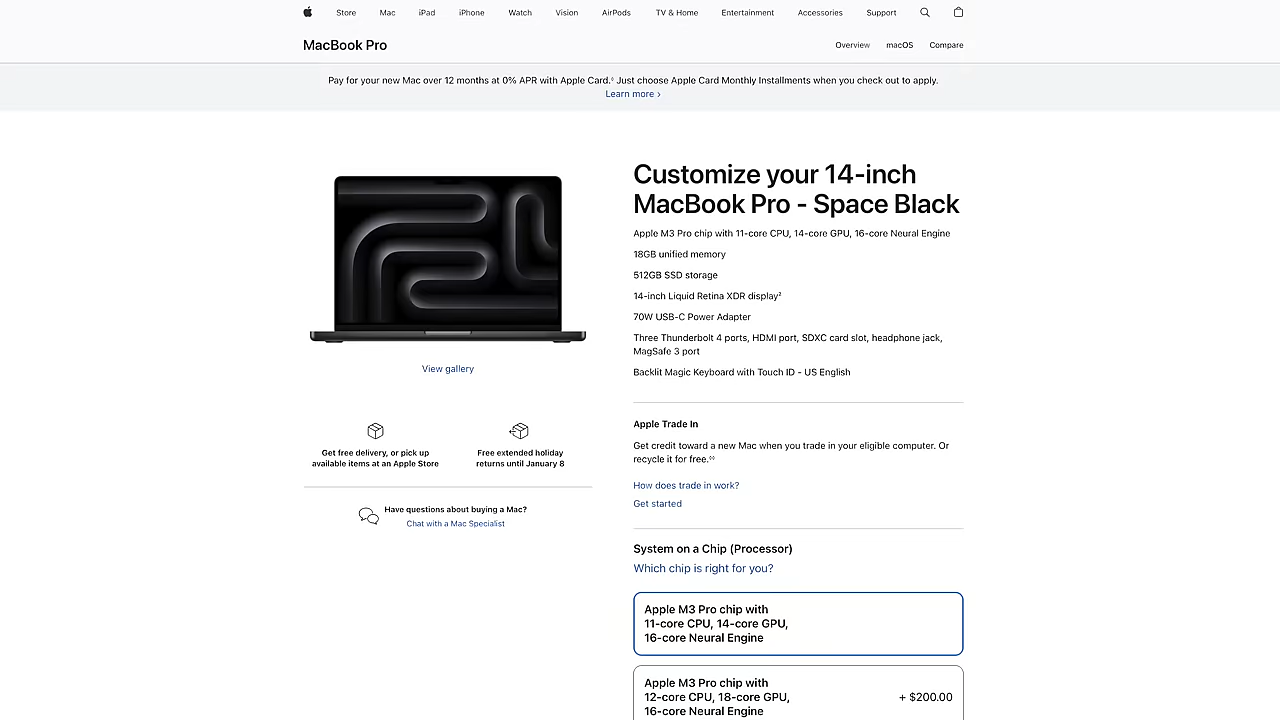 Store Mac iPad iPhone Watch Vision AirPods TV & Home Entertainment Accessories Support
MacBook Pro
Overview macOS Compare
Pay for your new Mac over 12 months at 0% APR with Apple Card.◊ Just choose Apple Card Monthly Installments when you check out to apply.
Learn more ›
View gallery
Get free delivery, or pick up
available items at an Apple Store
Free extended holiday
returns until January 8
Have questions about buying a Mac?
Chat with a Mac Specialist
Customize your 14-inch
MacBook Pro - Space Black
Apple M3 Pro chip with 11-core CPU, 14-core GPU, 16-core Neural Engine
18GB unified memory
512GB SSD storage
14-inch Liquid Retina XDR display²
70W USB-C Power Adapter
Three Thunderbolt 4 ports, HDMI port, SDXC card slot, headphone jack,
MagSafe 3 port
Backlit Magic Keyboard with Touch ID - US English
Apple Trade In
Get credit toward a new Mac when you trade in your eligible computer. Or
recycle it for free.◊◊
How does trade in work?
Get started
System on a Chip (Processor)
Which chip is right for you?
Apple M3 Pro chip with
11-core CPU, 14-core GPU,
16-core Neural Engine
Apple M3 Pro chip with
12-core CPU, 18-core GPU,
16-core Neural Engine
+ $200.00